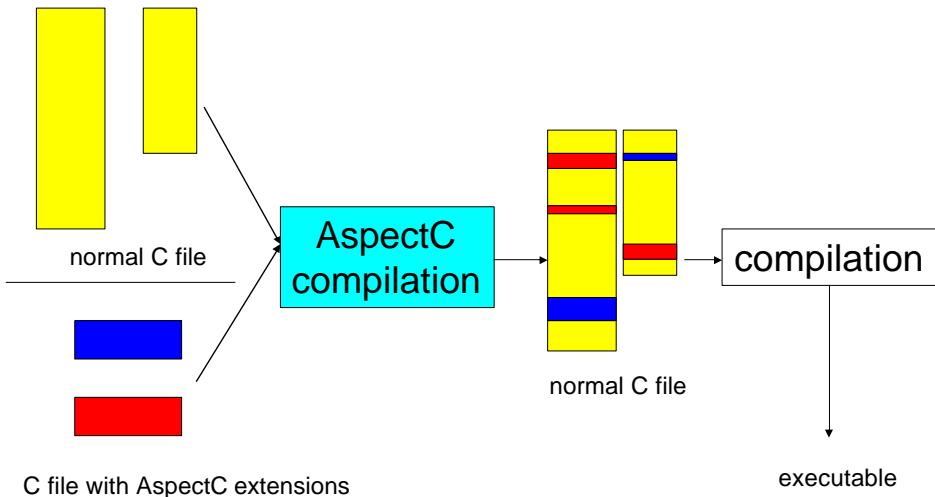 normal C file
AspectC
compilation
compilation
normal C file
C file with AspectC extensions
executable